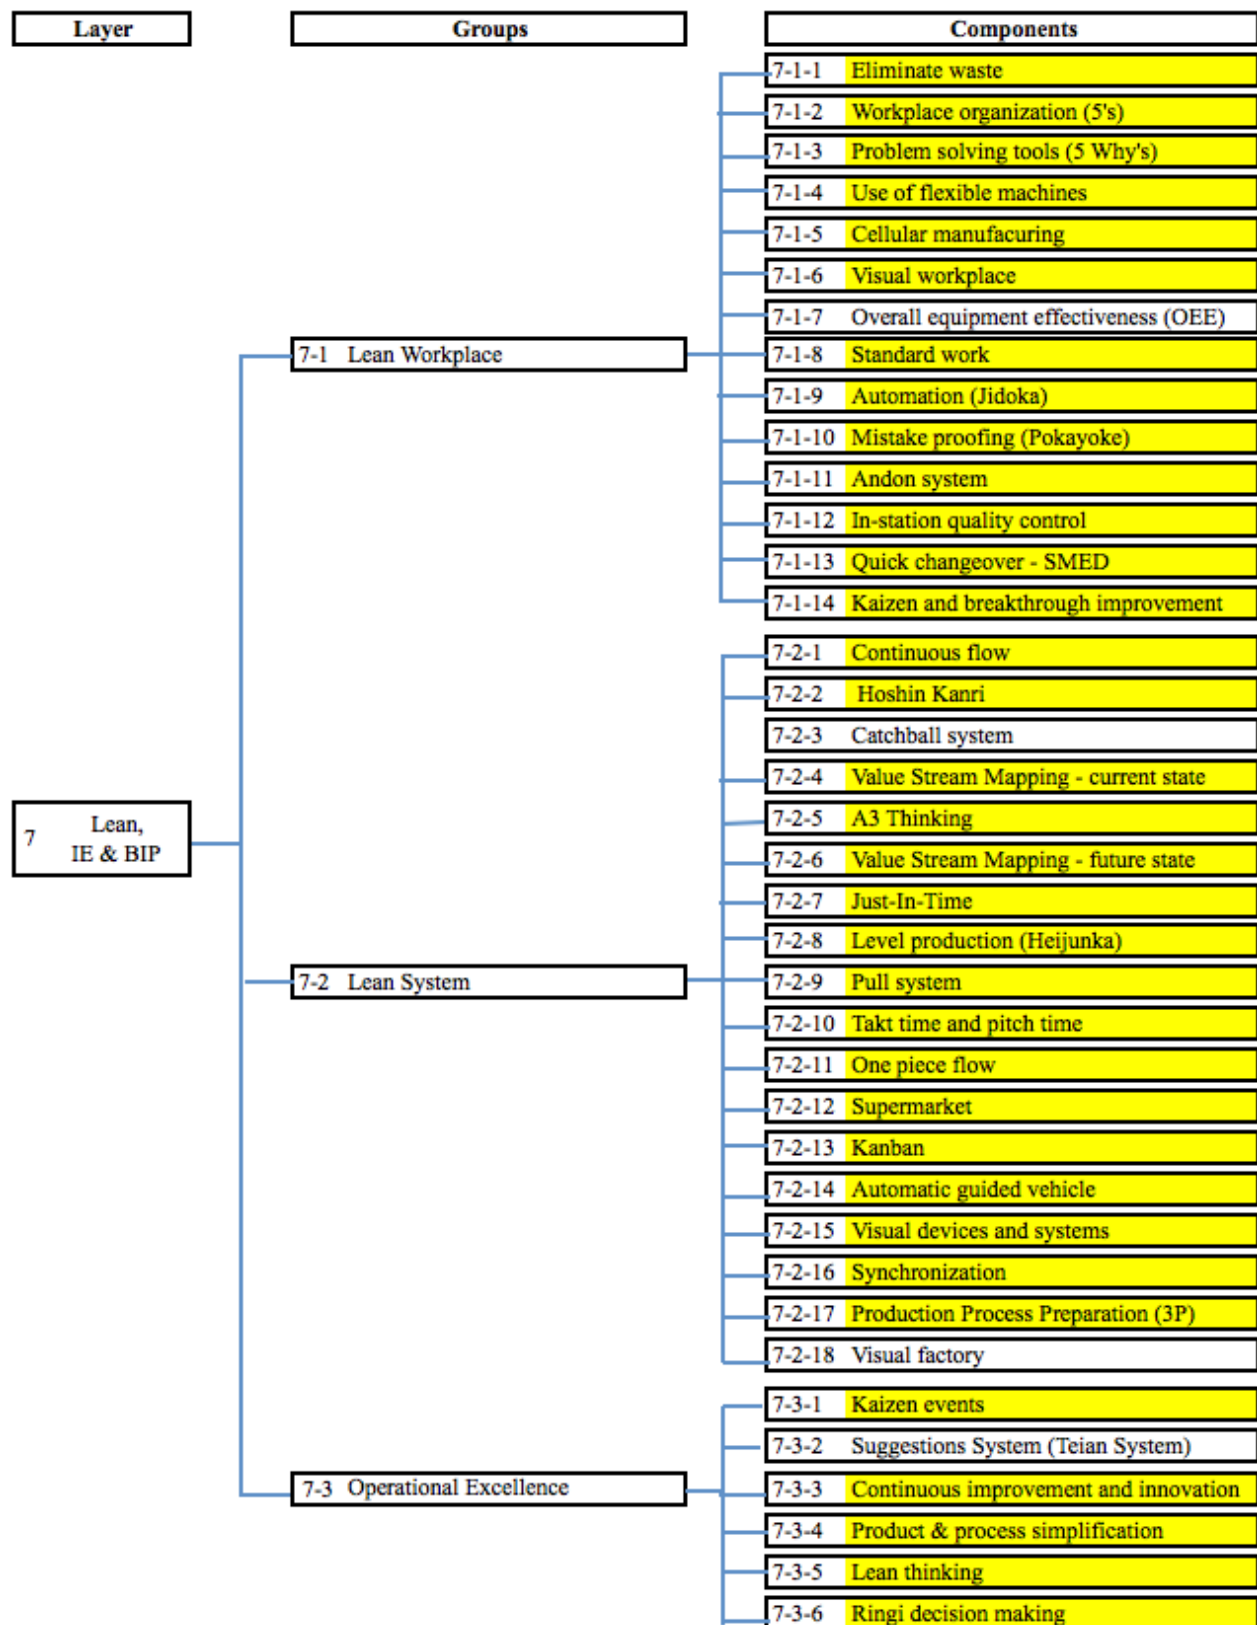 Layer Groups Components
7-1-1 Eliminate waste
7-1-2 Workplace organization (5's)
7-1-3 Problem solving tools (5 Why's)
7-1-4 Use of flexible machines
7-1-5 Cellular manufacuring
7-1-6 Visual workplace
7-1-7 Overall equipment effectiveness (OEE)
7-1 Lean Workplace
7-1-8 Standard work
7-1-9 Automation (Jidoka)
7-1-10 Mistake proofing (Pokayoke)
7-1-11 Andon system
7-1-12 In-station quality control
7-1-13 Quick changeover - SMED
7-1-14 Kaizen and breakthrough improvement
7-2-1 Continuous flow
7-2-2 Hoshin Kanri
7-2-3 Catchball system
7-2-4 Value Stream Mapping - current state
7-2-5 A3 Thinking
7 Lean,
IE & BIP
7-2-6 Value Stream Mapping - future state
7-2-7 Just-In-Time
7-2-8 Level production (Heijunka)
7-2 Lean System
7-2-9 Pull system
7-2-10 Takt time and pitch time
7-2-11 One piece flow
7-2-12 Supermarket
7-2-13 Kanban
7-2-14 Automatic guided vehicle
7-2-15 Visual devices and systems
7-2-16 Synchronization
7-2-17 Production Process Preparation (3P)
7-2-18 Visual factory
7-3-1 Kaizen events
7-3-2 Suggestions System (Teian System)
7-3 Operational Excellence
7-3-3 Continuous improvement and innovation
7-3-4 Product & process simplification
7-3-5 Lean thinking
7-3-6 Ringi decision making